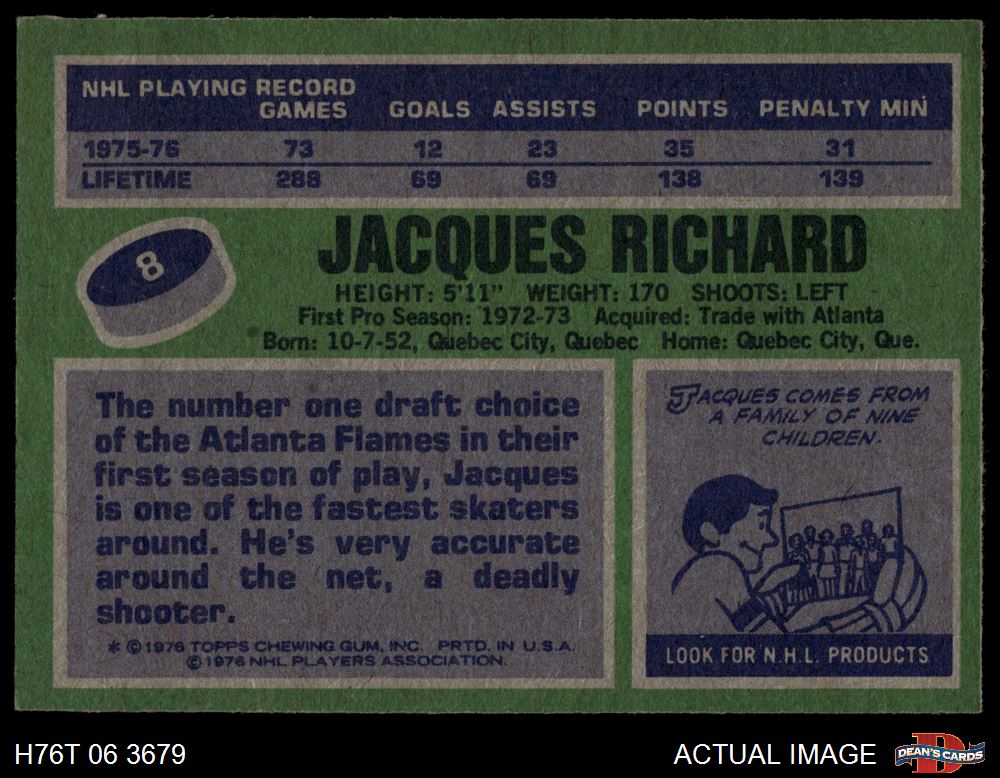 NHL PLAYING RECORD
GAMES GOALS ASSISTS POINTS PENALTY MIN
1975-76 73 12 23 35 31
LIFETIME 288 69 69 138 139
8
JACQUES RICHARD
HEIGHT: 5'11" WEIGHT: 170 SHOOTS: LEFT
First Pro Season: 1972-73 Acquired: Trade with Atlanta
Born: 10-7-52, Quebec City, Quebec Home: Quebec City, Que.
The number one draft choice
of the Atlanta Flames in their
first season of play, Jacques
is one of the fastest skaters
around. He's very accurate
around the net, a deadly
shooter.
* © 1976 TOPPS CHEWING GUM, INC. PRTD. IN U.S.A.
© 1976 NHL PLAYERS ASSOCIATION.
JACQUES COMES FROM
A FAMILY OF NINE
CHILDREN.
LOOK FOR N.H.L. PRODUCTS
H76T 06 3679 ACTUAL IMAGE DEAN'S CARDS